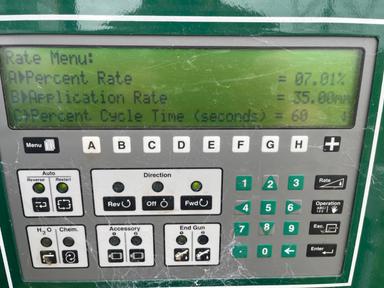 Rate Menu:
A▶Percent Rate = 07.01%
B▶Application Rate = 35.00mm
C▶Percent Cycle Time (seconds) = 60
Menu A B C D E F G H
Auto Direction
Reverse Restart
Rev Off Fwd
1 2 3 Rate
4 5 6 Operation
7 8 9 Esc.
0 Enter
H₂O Chem. Accessory End Gun